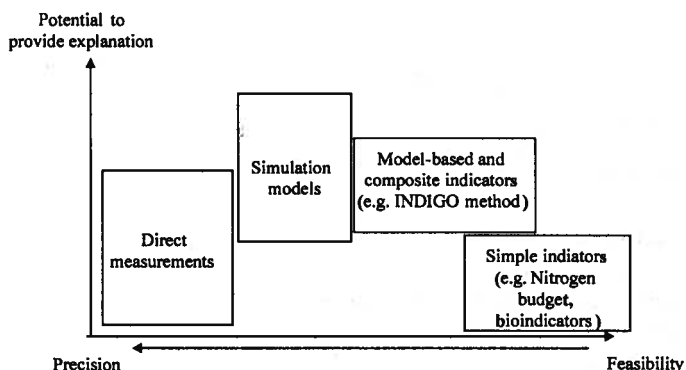 Potential to
provide explanation
Simulation
models
Model-based and
composite indicators
(e.g. INDIGO method)
Direct
measurements
Simple indiators
(e.g. Nitrogen
budget,
bioindicators)
Precision
Feasibility